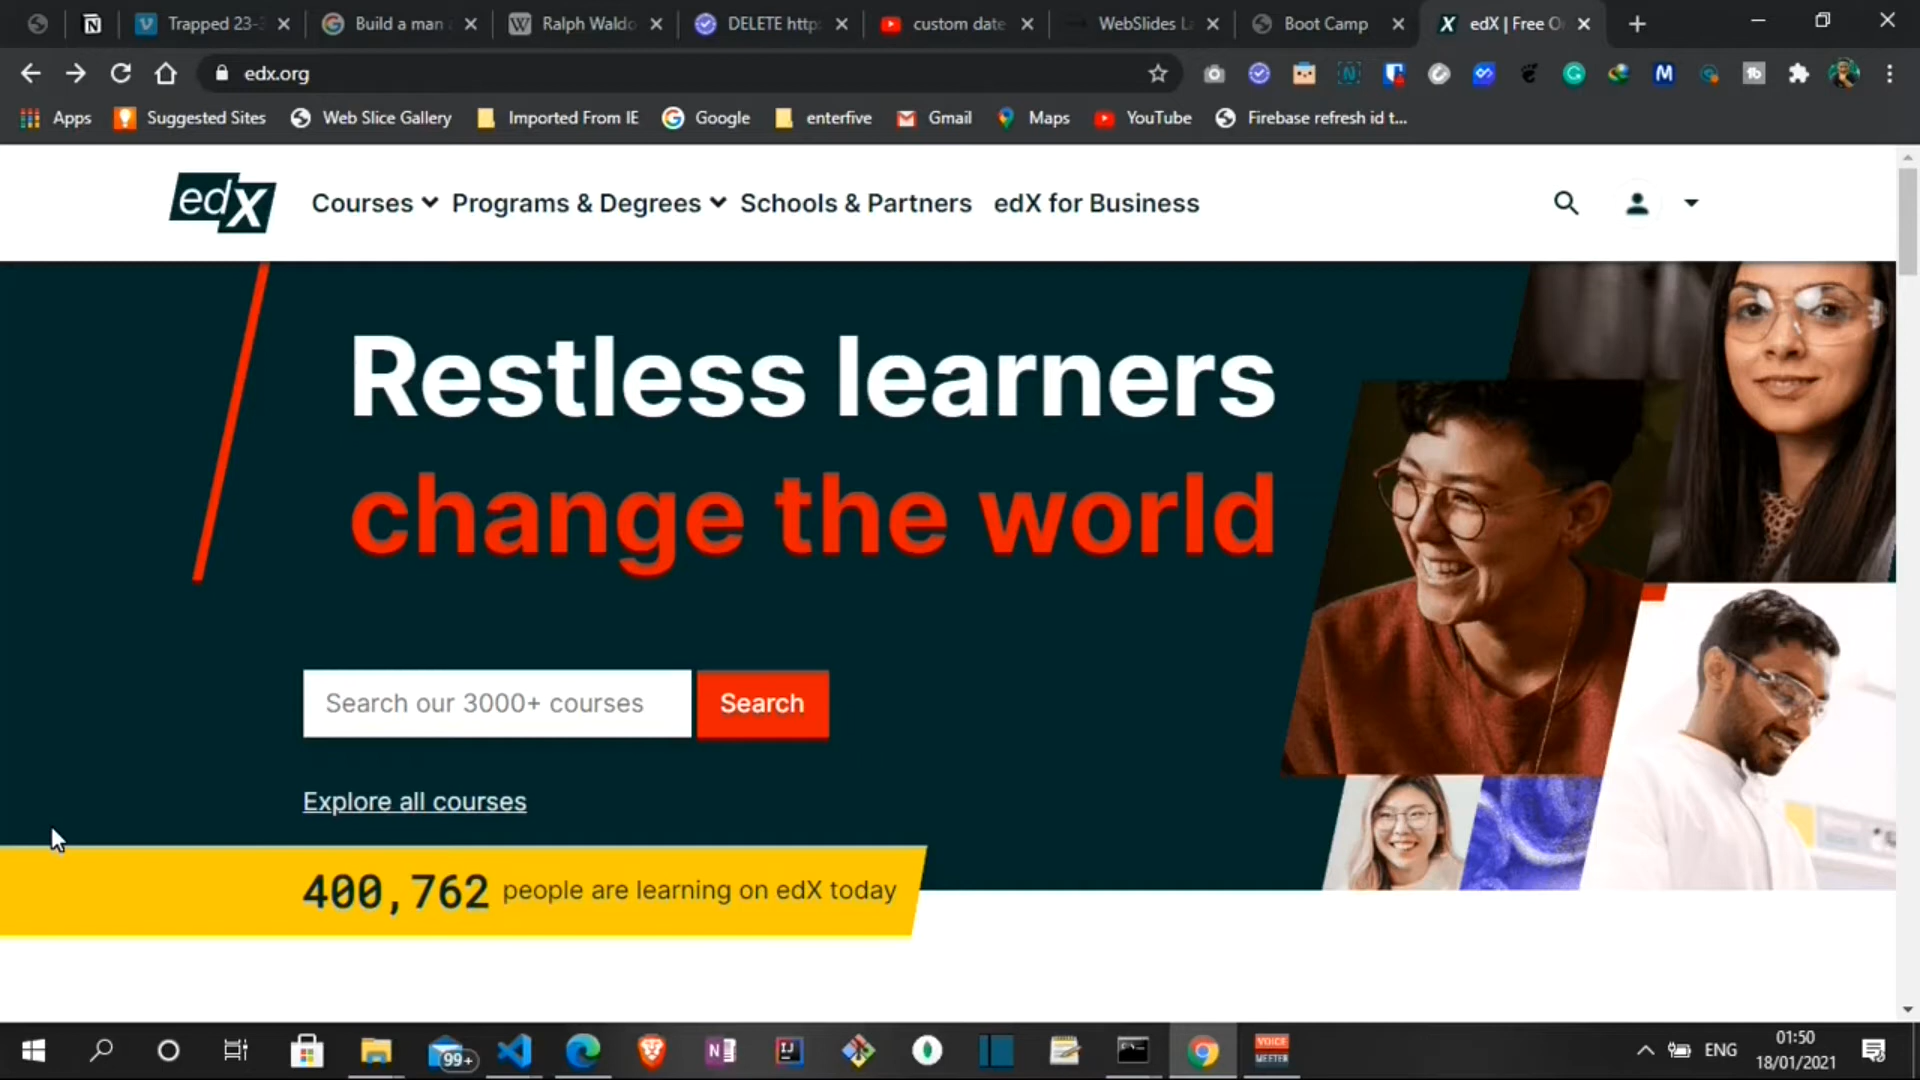 Trapped 23-
Build a man
Ralph Waldo
DELETE http
custom date
WebSlides L
Boot Camp
edX | Free O
edx.org
Apps
Suggested Sites
Web Slice Gallery
Imported From IE
Google
enterfive
Gmail
Maps
YouTube
Firebase refresh id t...
edX
Courses
Programs & Degrees
Schools & Partners
edX for Business
Restless learners
change the world
Search our 3000+ courses
Search
Explore all courses
400,762 people are learning on edX today
99+
VOICE
MEETER
ENG
01:50
18/01/2021